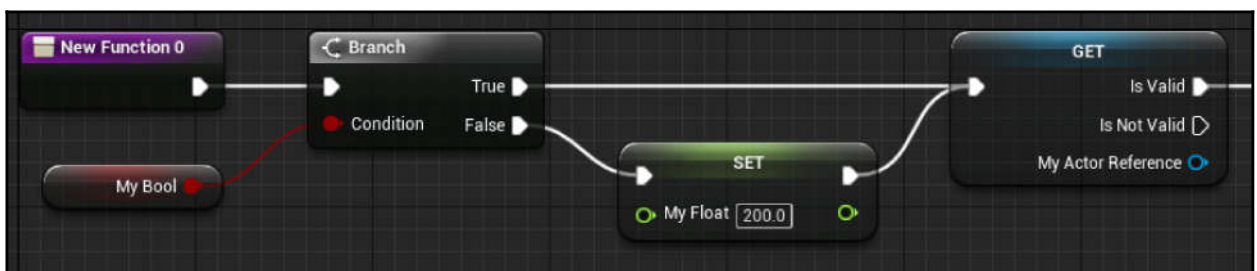 New Function 0
Branch
True
Condition
False
My Bool
SET
My Float 200.0
GET
Is Valid
Is Not Valid
My Actor Reference